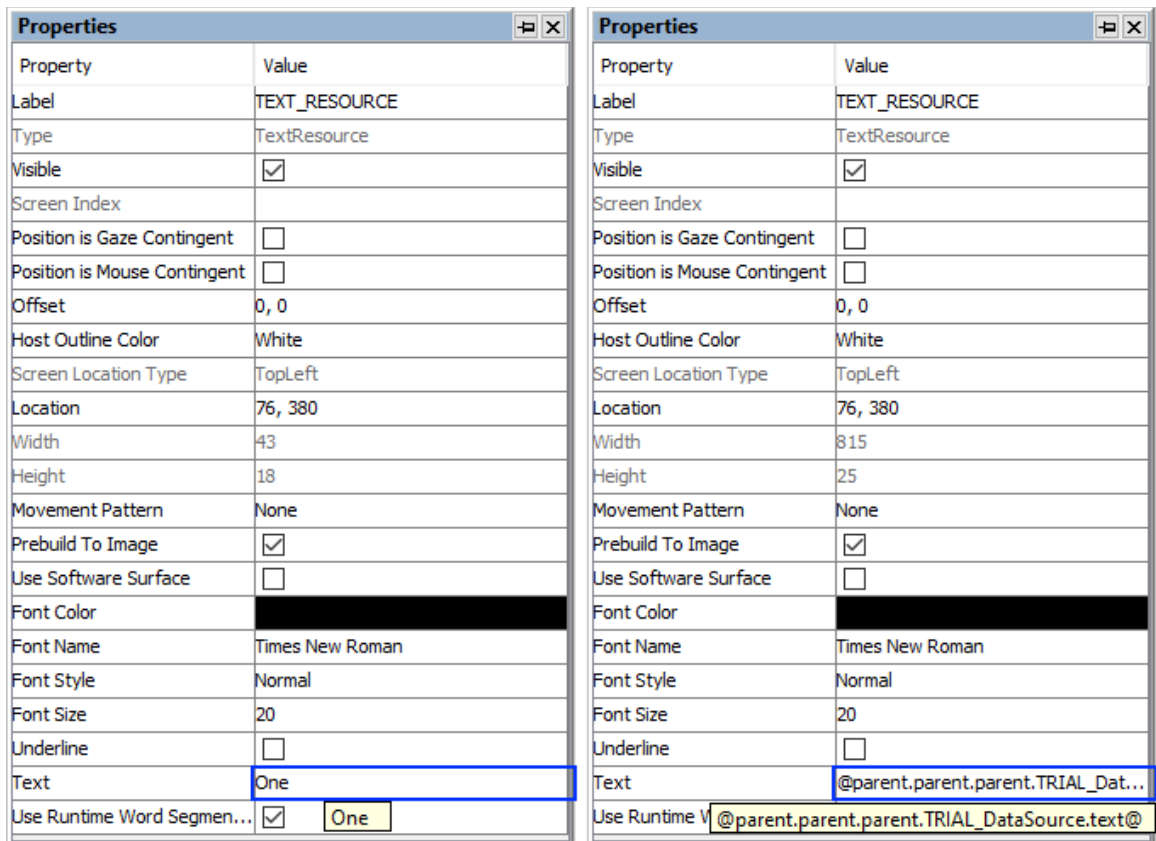 Properties
Property Value
Label TEXT_RESOURCE
Type TextResource
Visible
Screen Index
Position is Gaze Contingent
Position is Mouse Contingent
Offset 0, 0
Host Outline Color White
Screen Location Type TopLeft
Location 76, 380
Width 43
Height 18
Movement Pattern None
Prebuild To Image
Use Software Surface
Font Color
Font Name Times New Roman
Font Style Normal
Font Size 20
Underline
Text One
Use Runtime Word Segmen... One
Properties
Property Value
Label TEXT_RESOURCE
Type TextResource
Visible
Screen Index
Position is Gaze Contingent
Position is Mouse Contingent
Offset 0, 0
Host Outline Color White
Screen Location Type TopLeft
Location 76, 380
Width 815
Height 25
Movement Pattern None
Prebuild To Image
Use Software Surface
Font Color
Font Name Times New Roman
Font Style Normal
Font Size 20
Underline
Text @parent.parent.parent.TRIAL_Dat...
Use Runtime @parent.parent.parent.TRIAL_DataSource.text@